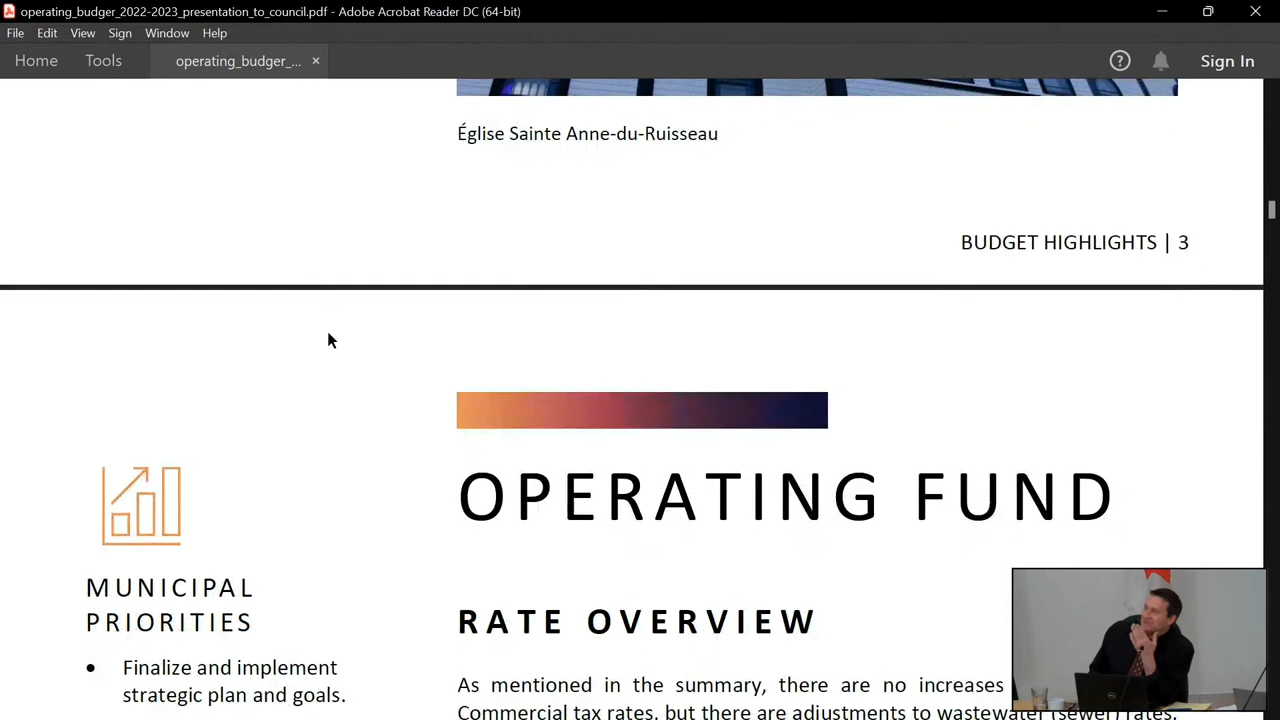 operating_budget_2022-2023_presentation_to_council.pdf - Adobe Acrobat Reader DC (64-bit)
File Edit View Sign Window Help
Home Tools operating_budger_... × ? Sign In
Église Sainte Anne-du-Ruisseau
BUDGET HIGHLIGHTS | 3
OPERATING FUND
MUNICIPAL
PRIORITIES
• Finalize and implement
strategic plan and goals.
RATE OVERVIEW
As mentioned in the summary, there are no increases
Commercial tax rates, but there are adjustments to wastewater (sewer) rates.